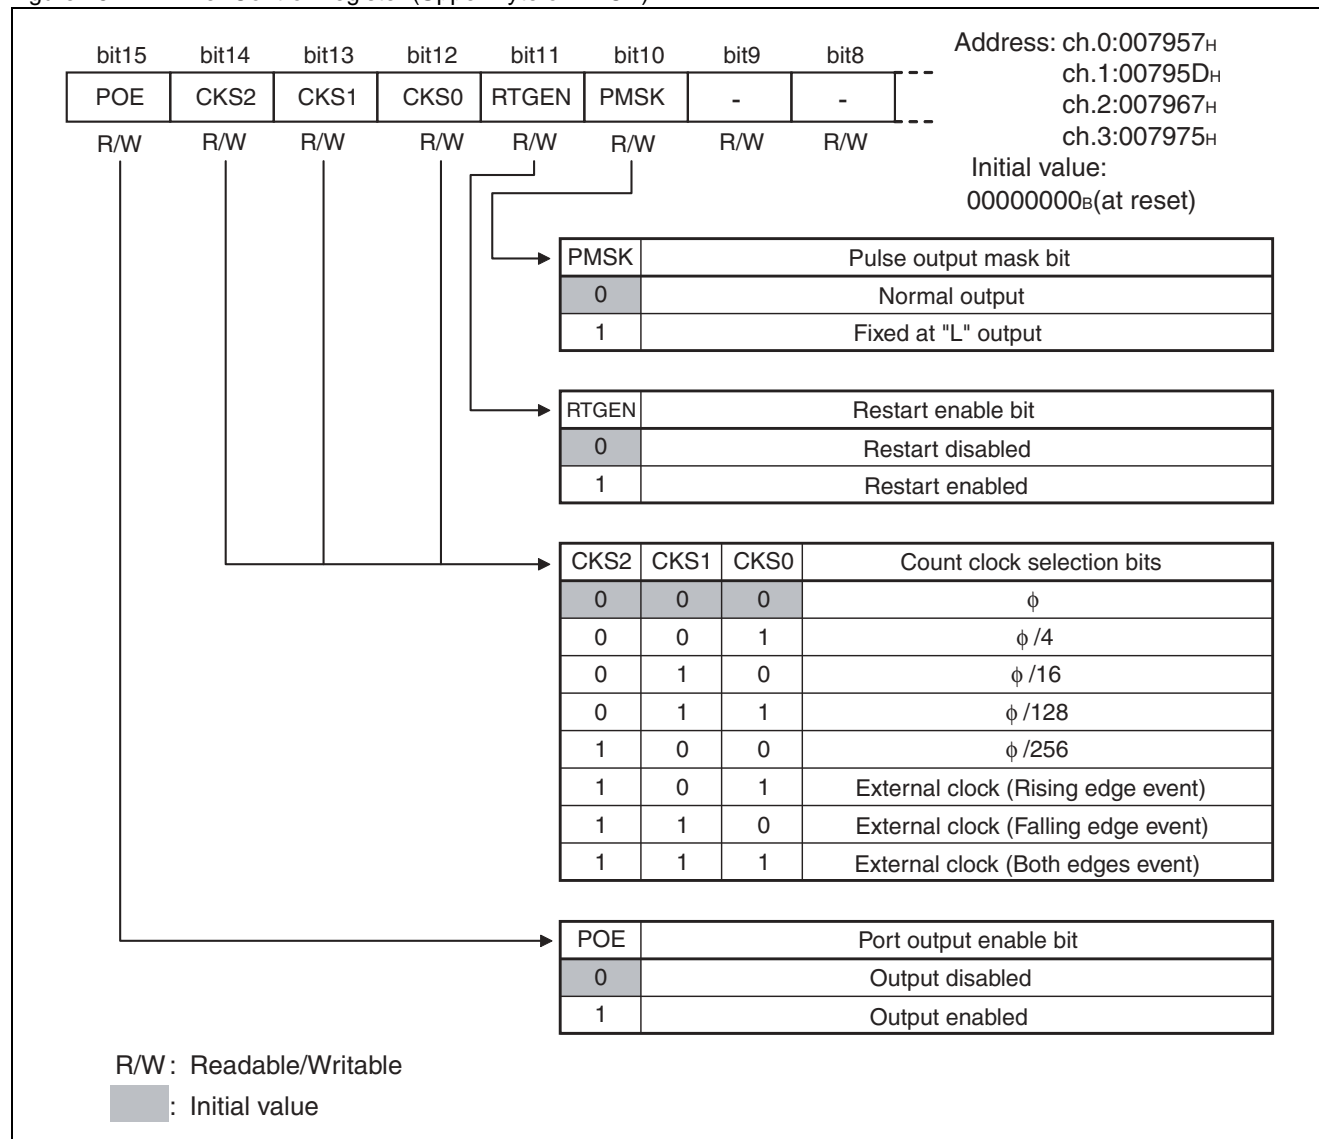 bit15 bit14 bit13 bit12 bit11 bit10 bit9 bit8
POE CKS2 CKS1 CKS0 RTGEN PMSK - -
R/W R/W R/W R/W R/W R/W R/W R/W
Address: ch.0:007957H
ch.1:00795DH
ch.2:007967H
ch.3:007975H
Initial value:
00000000B(at reset)
PMSK Pulse output mask bit
0 Normal output
1 Fixed at "L" output
RTGEN Restart enable bit
0 Restart disabled
1 Restart enabled
CKS2 CKS1 CKS0 Count clock selection bits
0 0 0 ϕ
0 0 1 ϕ /4
0 1 0 ϕ /16
0 1 1 ϕ /128
1 0 0 ϕ /256
1 0 1 External clock (Rising edge event)
1 1 0 External clock (Falling edge event)
1 1 1 External clock (Both edges event)
POE Port output enable bit
0 Output disabled
1 Output enabled
R/W : Readable/Writable
: Initial value